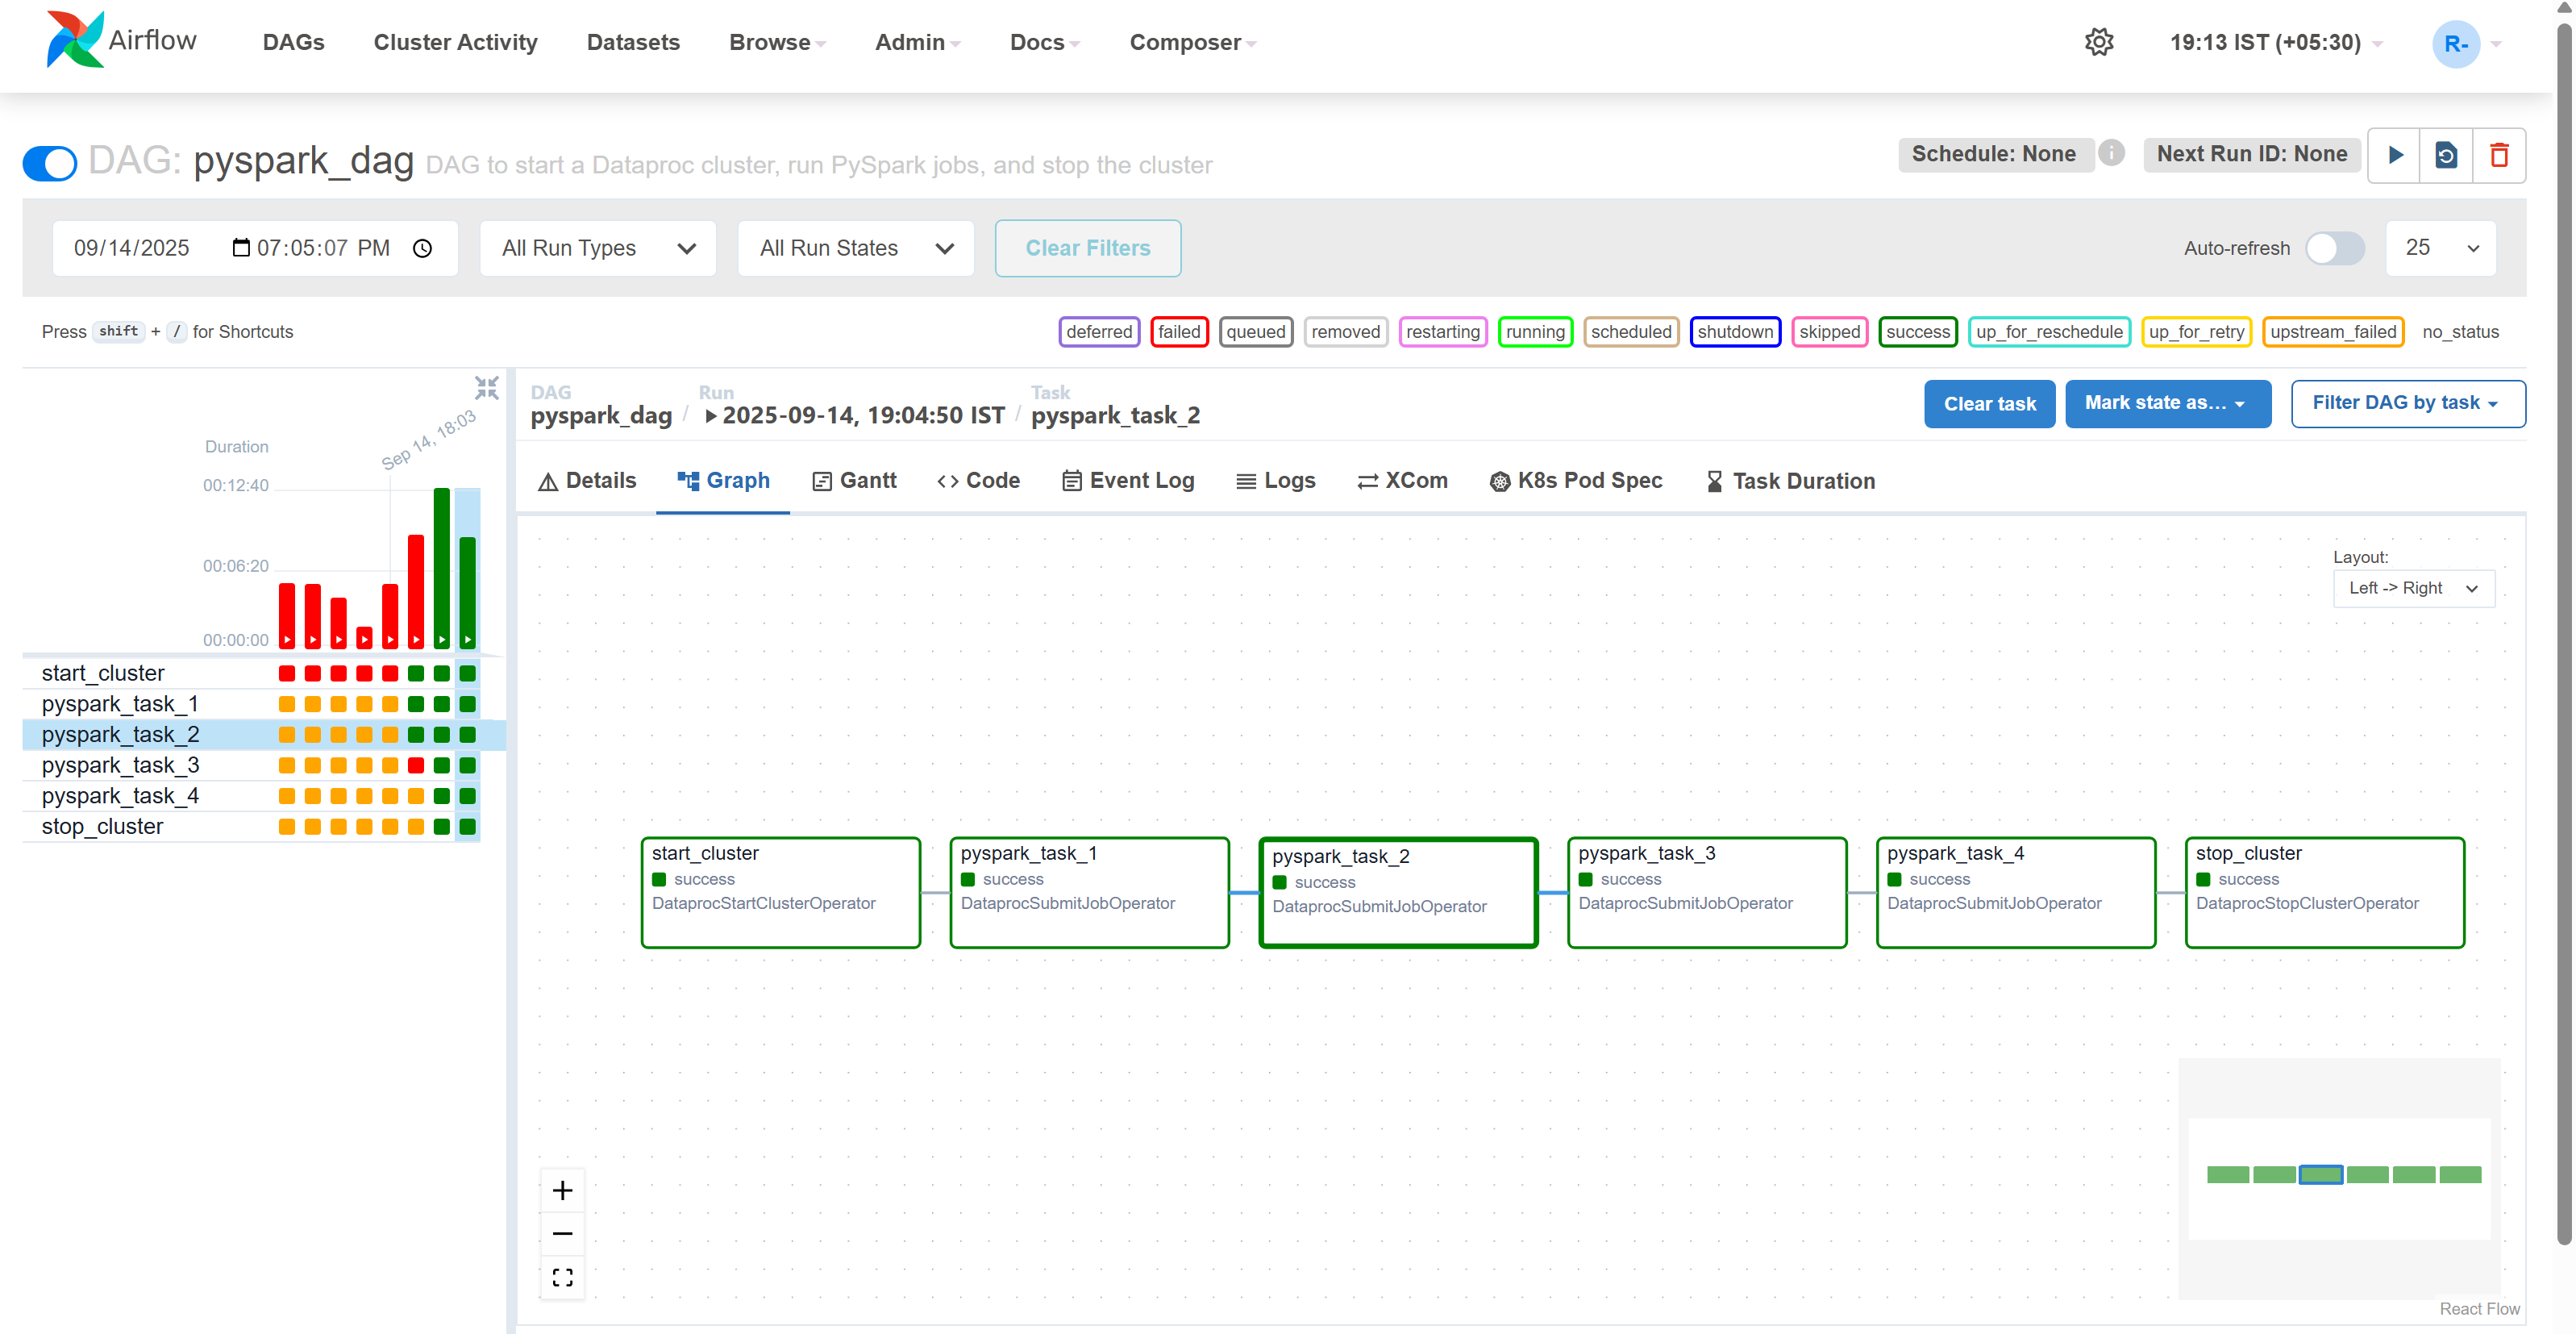 Airflow DAGs Cluster Activity Datasets Browse Admin Docs Composer 19:13 IST (+05:30) R-
DAG: pyspark_dag DAG to start a Dataproc cluster, run PySpark jobs, and stop the cluster Schedule: None i Next Run ID: None
09/14/2025 07:05:07 PM All Run Types All Run States Clear Filters Auto-refresh 25
Press shift + / for Shortcuts deferred failed queued removed restarting running scheduled shutdown skipped success up_for_reschedule up_for_retry upstream_failed no_status
Duration
Sep 14, 18:03
00:12:40
00:06:20
00:00:00
start_cluster
pyspark_task_1
pyspark_task_2
pyspark_task_3
pyspark_task_4
stop_cluster
DAG Run Task
pyspark_dag / 2025-09-14, 19:04:50 IST / pyspark_task_2
Clear task Mark state as... Filter DAG by task
Details Graph Gantt Code Event Log Logs XCom K8s Pod Spec Task Duration
Layout:
Left -> Right
start_cluster
success
DataprocStartClusterOperator
pyspark_task_1
success
DataprocSubmitJobOperator
pyspark_task_2
success
DataprocSubmitJobOperator
pyspark_task_3
success
DataprocSubmitJobOperator
pyspark_task_4
success
DataprocSubmitJobOperator
stop_cluster
success
DataprocStopClusterOperator
React Flow